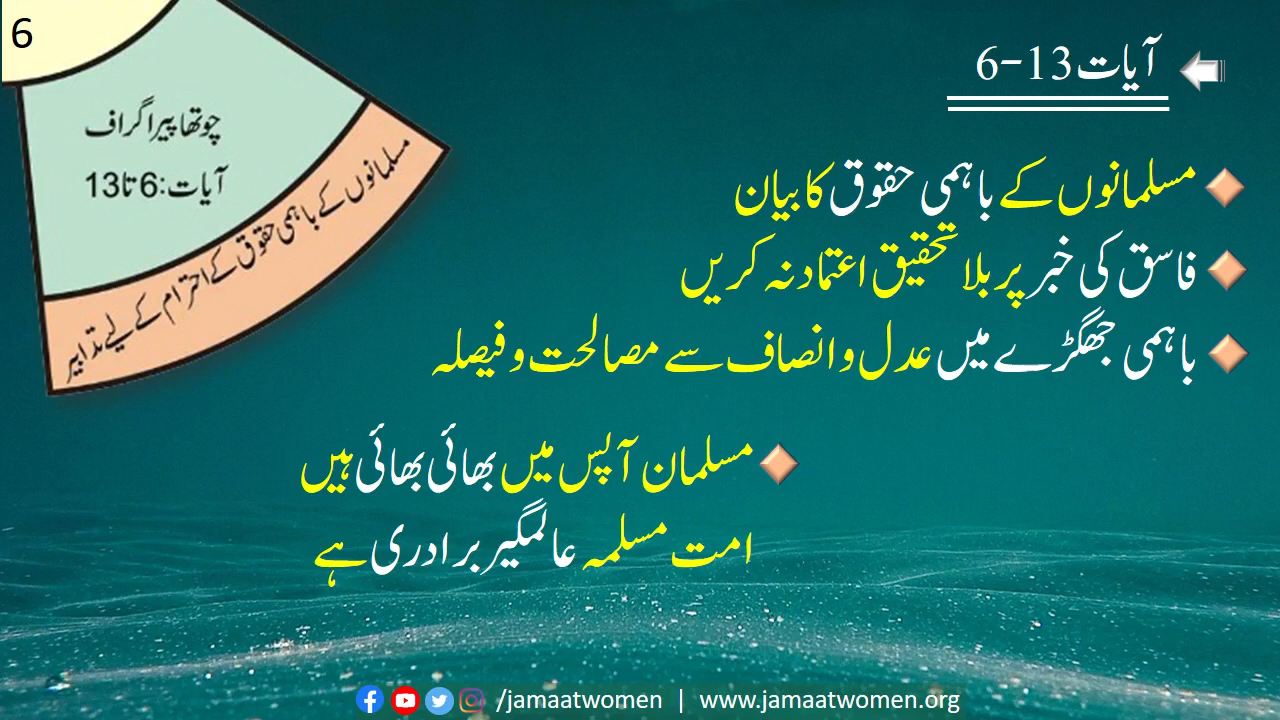 6
آیات 13-6
چوتھا پیراگراف
آیات:6 تا 13
مسلمانوں کے باہمی حقوق کے احترام کے لیے تدابیر
مسلمانوں کے باہمی حقوق کا بیان
فاسق کی خبر پر بلا تحقیق اعتماد نہ کریں
باہمی جھگڑے میں عدل و انصاف سے مصالحت و فیصلہ
مسلمان آپس میں بھائی بھائی ہیں
امت مسلمہ عالمگیر برادری ہے
/jamaatwomen | www.jamaatwomen.org